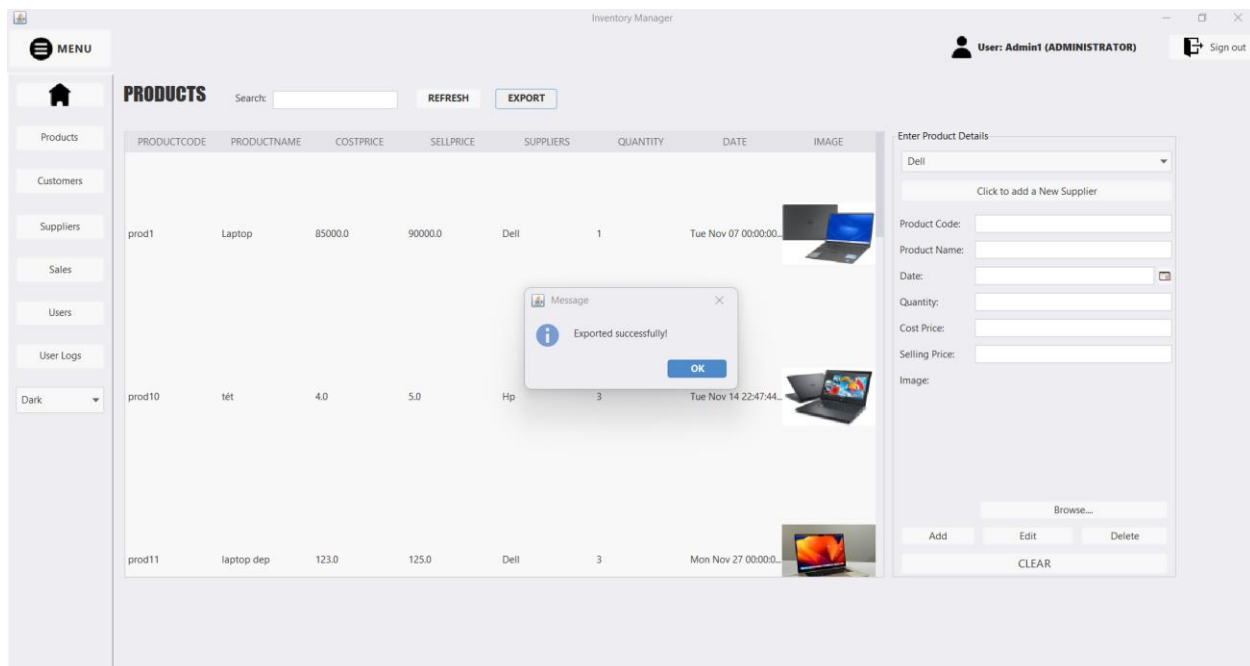 Inventory Manager
MENU
User: Admin1 (ADMINISTRATOR)
Sign out
PRODUCTS
Search:
REFRESH
EXPORT
Products
Customers
Suppliers
Sales
Users
User Logs
Dark
PRODUCTCODE PRODUCTNAME COSTPRICE SELLPRICE SUPPLIERS QUANTITY DATE IMAGE
prod1 Laptop 85000.0 90000.0 Dell 1 Tue Nov 07 00:00:00...
prod10 tét 4.0 5.0 Hp 3 Tue Nov 14 22:47:44...
prod11 laptop dep 123.0 125.0 Dell 3 Mon Nov 27 00:00:0...
Message
Exported successfully!
OK
Enter Product Details
Dell
Click to add a New Supplier
Product Code:
Product Name:
Date:
Quantity:
Cost Price:
Selling Price:
Image:
Browse...
Add Edit Delete
CLEAR